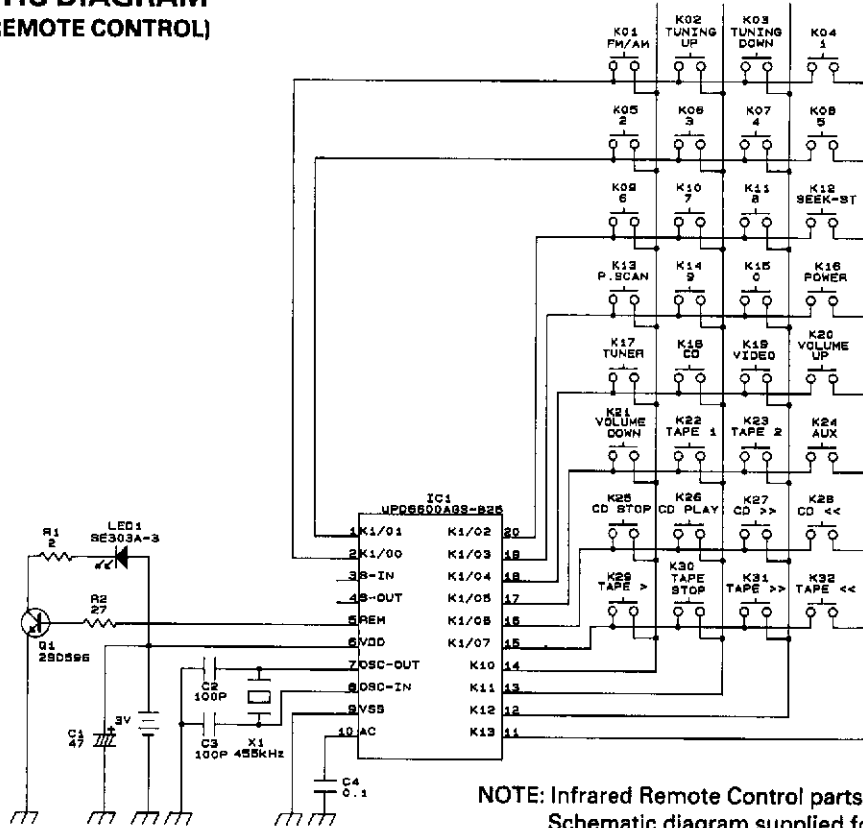 TIC DIAGRAM
REMOTE CONTROL)
K01 K02 K03 K04
FM/AM TUNING UP TUNING DOWN 1
K05 K06 K07 K08
2 3 4 5
K09 K10 K11 K12
6 7 8 SEEK-ST
K13 K14 K15 K16
P.SCAN 9 0 POWER
K17 K18 K19 K20
TUNER CD VIDEO VOLUME UP
K21 K22 K23 K24
VOLUME DOWN TAPE 1 TAPE 2 AUX
K25 K26 K27 K28
CD STOP CD PLAY CD >> CD <<
K29 K30 K31 K32
TAPE > TAPE STOP TAPE >> TAPE <<
IC1
UPD6600AGS-B25
1 K1/01 K1/02 20
2 K1/00 K1/03 19
3 S-IN K1/04 18
4 S-OUT K1/05 17
5 REM K1/06 16
6 VDD K1/07 15
7 OSC-OUT K10 14
8 OSC-IN K11 13
9 VSS K12 12
10 AC K13 11
R1
2
LED1
SE303A-3
R2
27
Q1
2SD596
C2
100P
C1
47
+
3V
C3
100P
X1
455kHz
C4
0.1
NOTE: Infrared Remote Control parts
Schematic diagram supplied fo